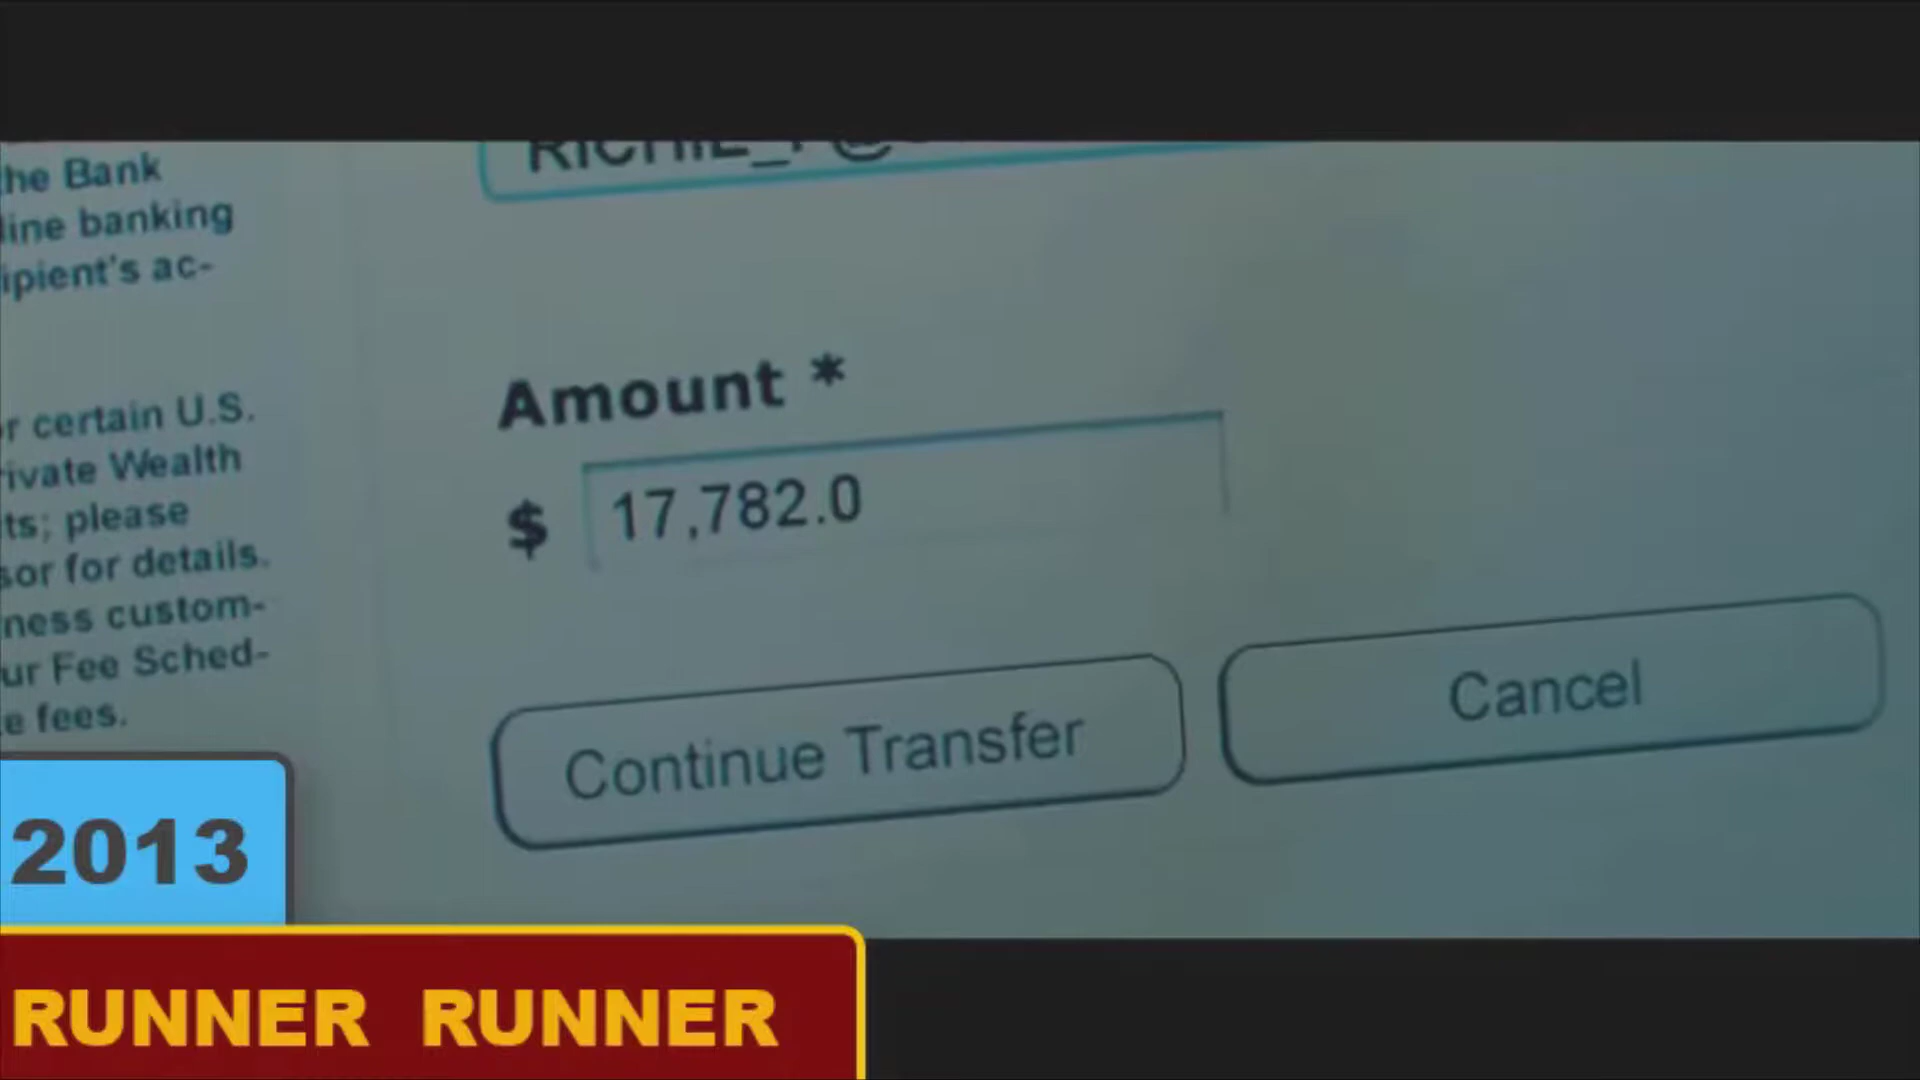 the Bank
line banking
ipient's ac-
r certain U.S.
rivate Wealth
ts; please
sor for details.
ness custom-
ur Fee Sched-
e fees.
Amount *
$ 17,782.0
Continue Transfer
Cancel
2013
RUNNER RUNNER